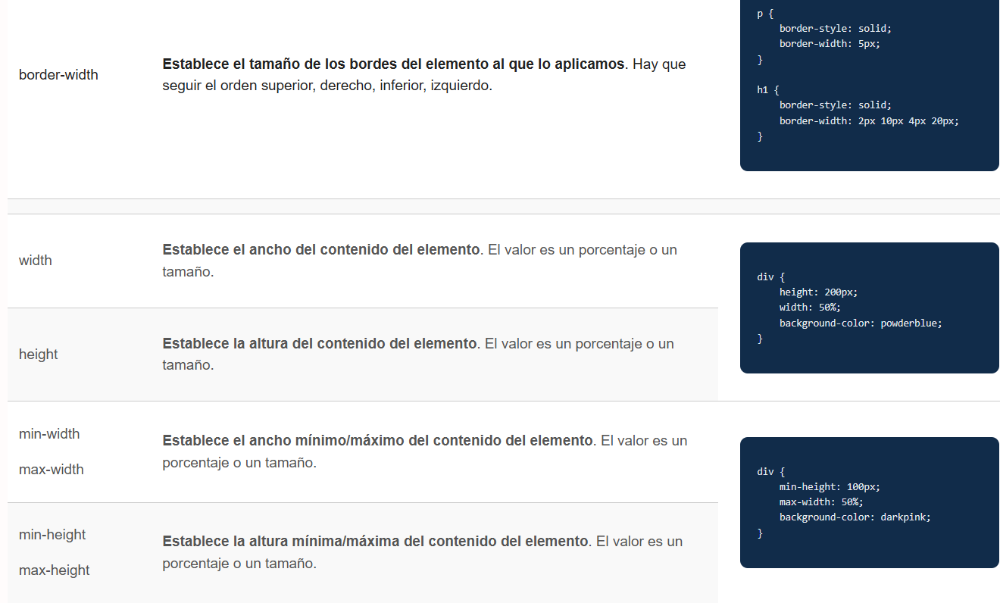 border-width
Establece el tamaño de los bordes del elemento al que lo aplicamos. Hay que
seguir el orden superior, derecho, inferior, izquierdo.
p {
    border-style: solid;
    border-width: 5px;
}
h1 {
    border-style: solid;
    border-width: 2px 10px 4px 20px;
}
width
Establece el ancho del contenido del elemento. El valor es un porcentaje o un
tamaño.
height
Establece la altura del contenido del elemento. El valor es un porcentaje o un
tamaño.
div {
    height: 200px;
    width: 50%;
    background-color: powderblue;
}
min-width
max-width
Establece el ancho mínimo/máximo del contenido del elemento. El valor es un
porcentaje o un tamaño.
min-height
max-height
Establece la altura mínima/máxima del contenido del elemento. El valor es un
porcentaje o un tamaño.
div {
    min-height: 100px;
    max-width: 50%;
    background-color: darkpink;
}